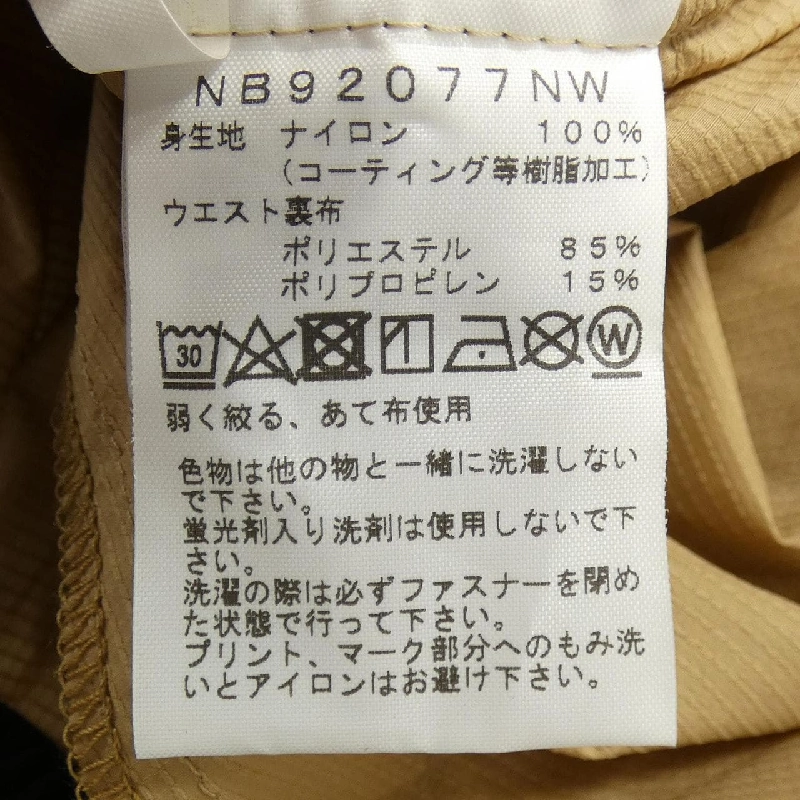 NB92077NW
身生地 ナイロン 100%
(コーティング等樹脂加工)
ウエスト裏布
ポリエステル 85%
ポリプロピレン 15%
30 W
弱く絞る、あて布使用
色物は他の物と一緒に洗濯しない
で下さい。
蛍光剤入り洗剤は使用しないで下
さい。
洗濯の際は必ずファスナーを閉め
た状態で行って下さい。
プリント、マーク部分へのもみ洗
いとアイロンはお避け下さい。